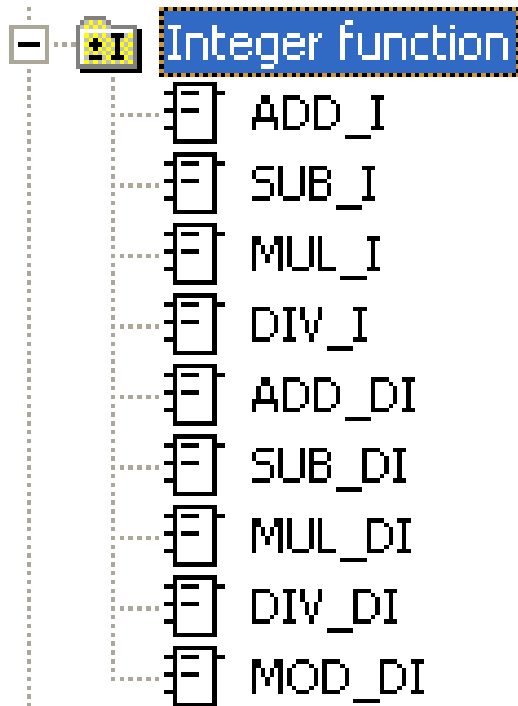 Integer function
ADD_I
SUB_I
MUL_I
DIV_I
ADD_DI
SUB_DI
MUL_DI
DIV_DI
MOD_DI